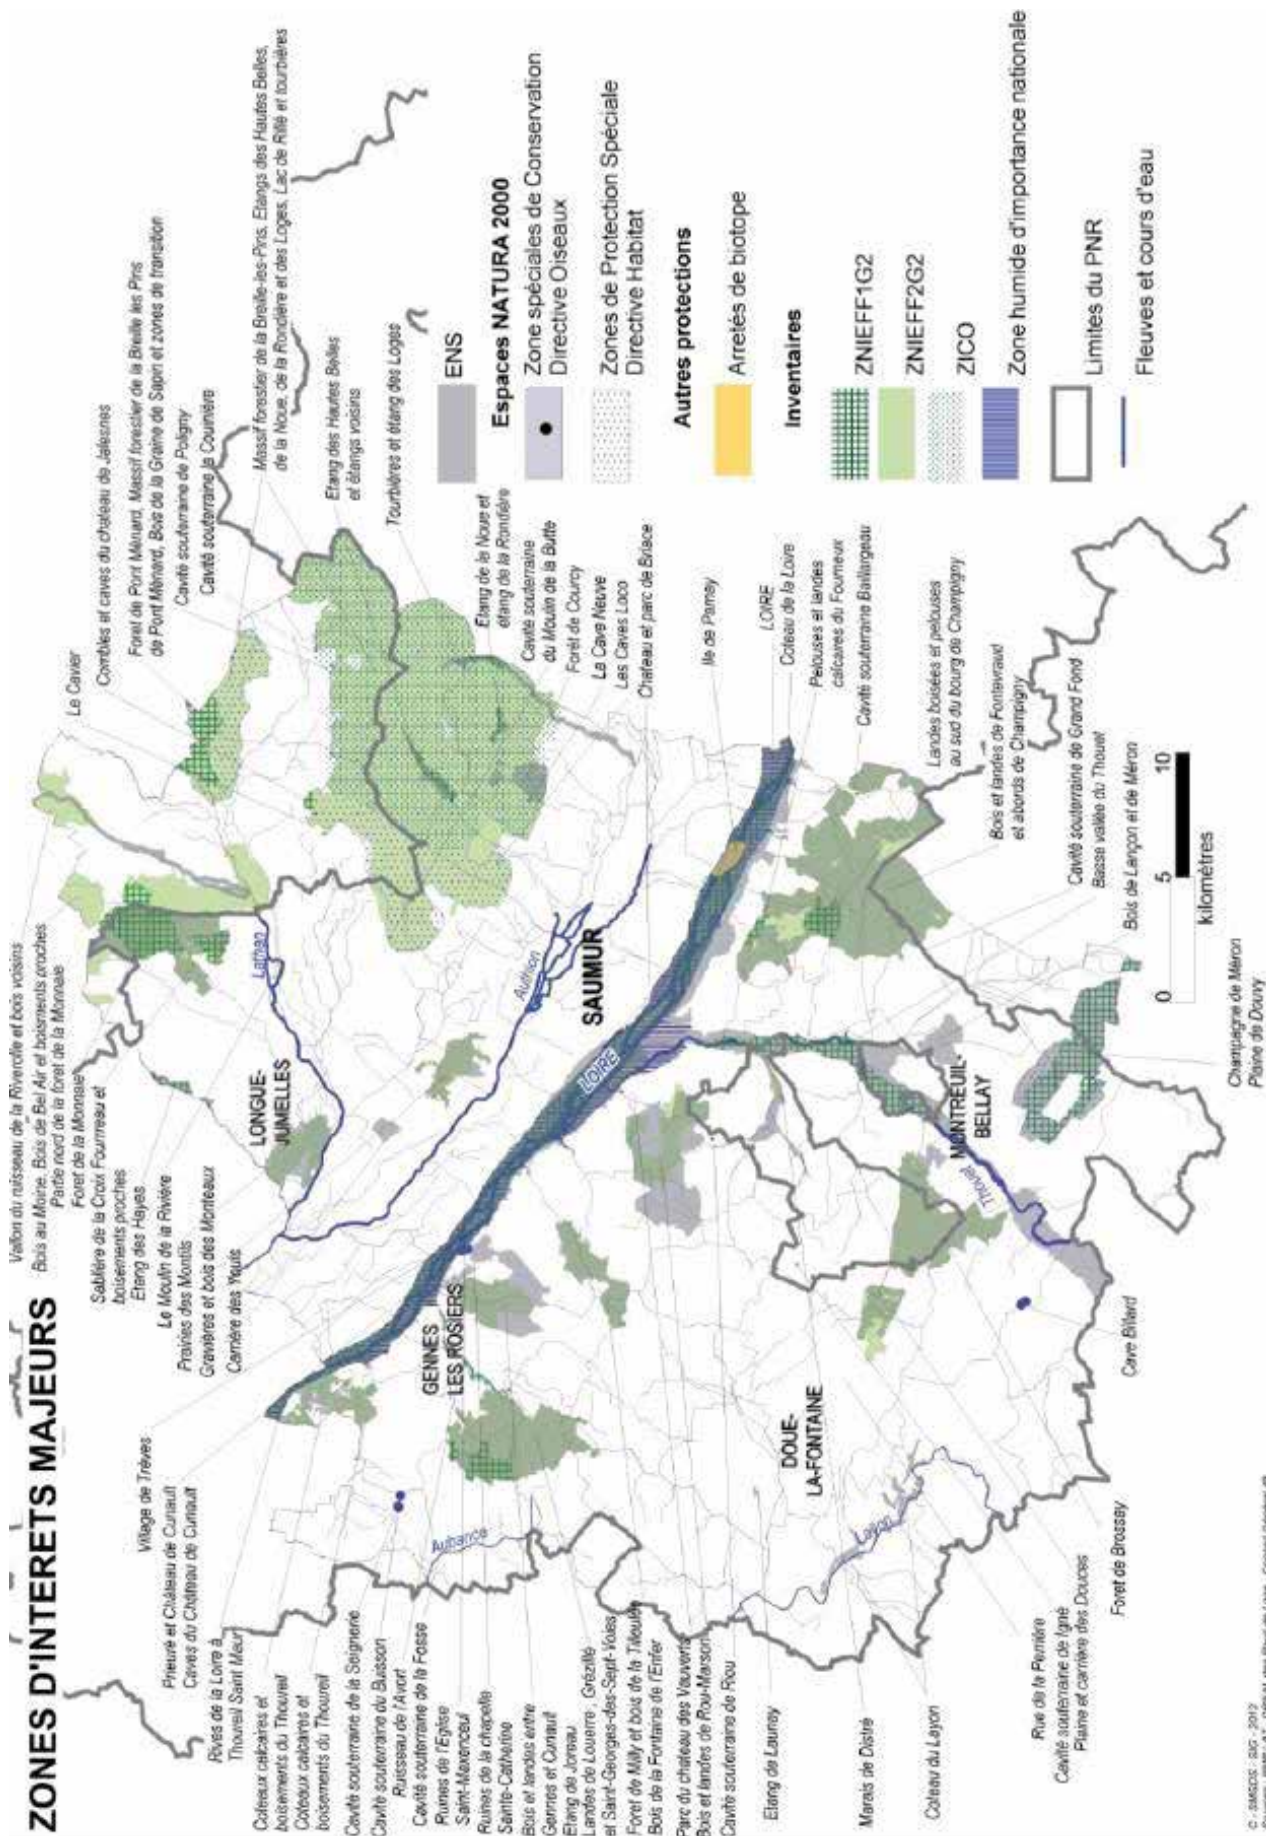 ZONES D'INTERETS MAJEURS
Vallon du ruisseau de la Riverolle et bois voisins
Bois au Moine, Bois de Bel Air et boisments proches
Partie nord de la foret de la Monnaie
Foret de la Monnaie
Sablière de la Croix Fourreau et
boisements proches
Etang des Hayes
Le Moulin de la Rivière
Prairies des Montils
Gravières et bois des Monteaux
Carrière des
Village de Trèves
Prieuré et Château de Cunault
Caves du Château de Cunault
Rives de la Loire à
Thoureil Saint Maur
Coteaux calcaires et
boisements du Thoureil
Coteaux calcaires et
boisements du Thoureil
Cavité souterraine de la Seignerie
Cavité souterraine du Buisson
Ruisseau de l'Avort
Cavité souterraine de la Fosse
Ruines de l'Eglise
Saint-Maxenceul
Ruines de la chapelle
Sainte-Catherine
Bois et landes entre
Gennes et Cunault
Etang de Joreau
Landes de Louerre, Grézillé
et Saint-Georges-des-Sept-Voies
Foret de Milly et bois de la
Bois de la Fontaine de l'Enfer
Parc du chateau des Vauverts
Bois et landes de Rou-Marson
Cavité souterraine de Riou
Etang de Launay
Marais de Distré
Coteau du Layon
Rue de la Perrière
Cavité souterraine de Igné
Plaine et carrière des Douces
Foret de Brossay
Cave Billard
Champagne de Méron
Plaine de Douvy
Bois de Lançon et de Méron
Basse vallée du Thouet
Cavité souterraine de Grand Fond
Bois et landes de Fontevraud
et abords de Champigny
Landes boisées et pelouses
au sud du bourg de Champigny
Cavité souterraine Baillargeau
Pelouses et landes
calcaires du Fourneux
Coteau de la Loire
LOIRE
Ile de Parnay
Chateau et parc de Briace
Les Caves Loco
La Cave Neuve
Forêt de Courcy
Cavité souterraine
du Moulin de la Butte
Etang de la Noue et
étang de la Rondière
Tourbières et étang des Loges
Etang des Hautes Belles
et étangs voisins
Massif forestier de la Breille-les-Pins, Etangs des Hautes Belles,
de la Noue, de la Rondière et des Loges, Lac de Rillé et tourbières
Cavité souterraine la Couinière
Cavité souterraine de Poligny
Foret de Pont Ménard, Massif forestier de la Breille les Pins
de Pont Ménard, Bois de la Graine de Sapin et zones de transition
Combles et caves du chateau de Jalesnes
Le Cavier
LONGUE-
JUMELLES
Lathan
Authion
SAUMUR
LOIRE
GENNES
LES ROSIERS
DOUE-
LA-FONTAINE
MONTREUIL-
BELLAY
Thouet
Aubance
Layon
0 5 10
kilomètres
ENS
Espaces NATURA 2000
Zone spéciales de Conservation
Directive Oiseaux
Zones de Protection Spéciale
Directive Habitat
Autres protections
Arretés de biotope
Inventaires
ZNIEFF1G2
ZNIEFF2G2
ZICO
Zone humide d'importance nationale
Limites du PNR
Fleuves et cours d'eau
C - SMEDS - SIG - 2012